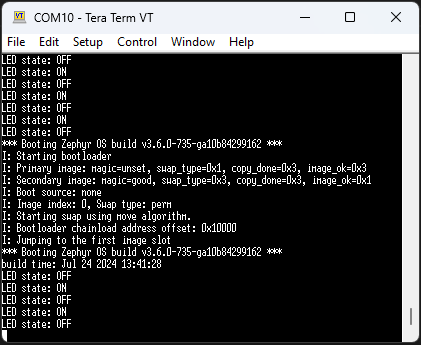 COM10 - Tera Term VT
File Edit Setup Control Window Help
LED state: OFF
LED state: ON
LED state: OFF
LED state: ON
LED state: OFF
LED state: ON
LED state: OFF
*** Booting Zephyr OS build v3.6.0-735-ga10b84299162 ***
I: Starting bootloader
I: Primary image: magic=unset, swap_type=0x1, copy_done=0x3, image_ok=0x3
I: Secondary image: magic=good, swap_type=0x3, copy_done=0x3, image_ok=0x1
I: Boot source: none
I: Image index: 0, Swap type: perm
I: Starting swap using move algorithm.
I: Bootloader chainload address offset: 0x10000
I: Jumping to the first image slot
*** Booting Zephyr OS build v3.6.0-735-ga10b84299162 ***
build time: Jul 24 2024 13:41:28
LED state: OFF
LED state: ON
LED state: OFF
LED state: ON
LED state: OFF